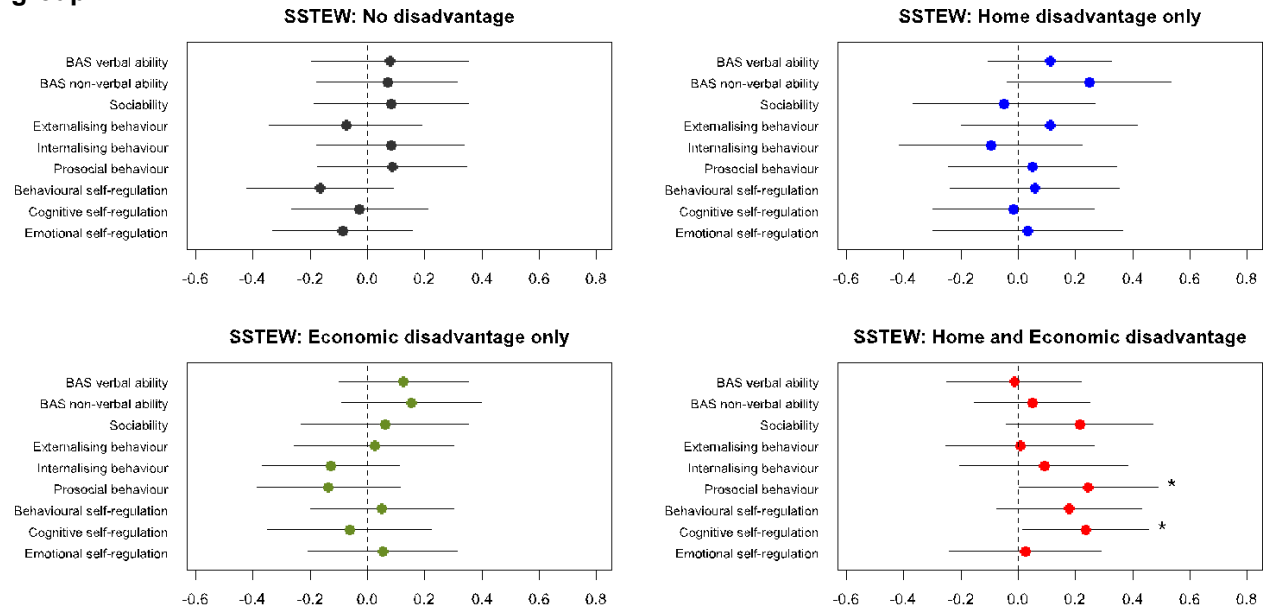 SSTEW: No disadvantage
BAS verbal ability
BAS non-verbal ability
Sociability
Externalising behaviour
Internalising behaviour
Prosocial behaviour
Behavioural self-regulation
Cognitive self-regulation
Emotional self-regulation
-0.6 -0.4 -0.2 0.0 0.2 0.4 0.6 0.8
SSTEW: Home disadvantage only
BAS verbal ability
BAS non-verbal ability
Sociability
Externalising behaviour
Internalising behaviour
Prosocial behaviour
Behavioural self-regulation
Cognitive self-regulation
Emotional self-regulation
-0.6 -0.4 -0.2 0.0 0.2 0.4 0.6 0.8
SSTEW: Economic disadvantage only
BAS verbal ability
BAS non-verbal ability
Sociability
Externalising behaviour
Internalising behaviour
Prosocial behaviour
Behavioural self-regulation
Cognitive self-regulation
Emotional self-regulation
-0.6 -0.4 -0.2 0.0 0.2 0.4 0.6 0.8
SSTEW: Home and Economic disadvantage
BAS verbal ability
BAS non-verbal ability
Sociability
Externalising behaviour
Internalising behaviour
Prosocial behaviour *
Behavioural self-regulation
Cognitive self-regulation *
Emotional self-regulation
-0.6 -0.4 -0.2 0.0 0.2 0.4 0.6 0.8